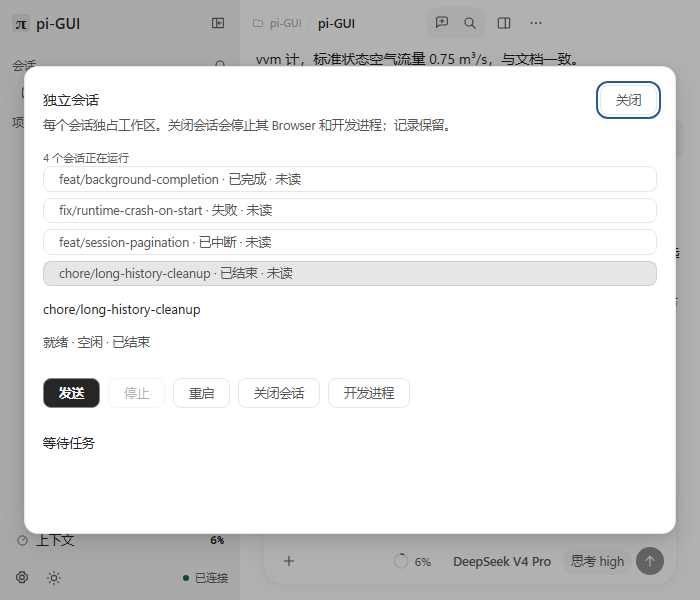 π pi-GUI
pi-GUI pi-GUI
会话
vvm 计，标准状态空气流量 0.75 m³/s，与文档一致。
独立会话
关闭
每个会话独占工作区。关闭会话会停止其 Browser 和开发进程；记录保留。
4 个会话正在运行
feat/background-completion · 已完成 · 未读
fix/runtime-crash-on-start · 失败 · 未读
feat/session-pagination · 已中断 · 未读
chore/long-history-cleanup · 已结束 · 未读
chore/long-history-cleanup
就绪 · 空闲 · 已结束
发送 停止 重启 关闭会话 开发进程
等待任务
上下文 6%
6% DeepSeek V4 Pro 思考 high
已连接